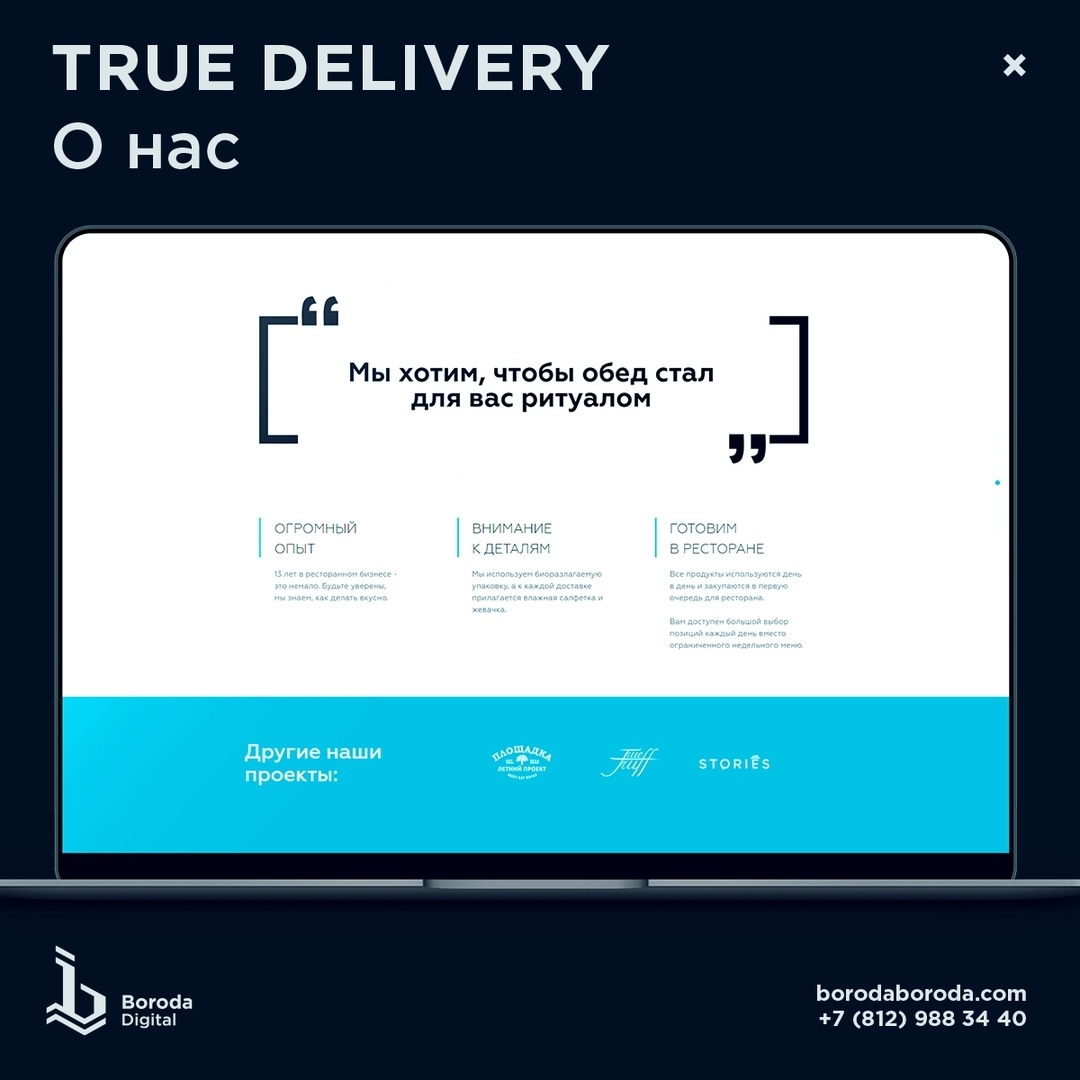 TRUE DELIVERY
О нас
Мы хотим, чтобы обед стал
для вас ритуалом
ОГРОМНЫЙ
ОПЫТ
13 лет в ресторанном бизнесе -
это немало. Будьте уверены,
мы знаем, как делать вкусно.
ВНИМАНИЕ
К ДЕТАЛЯМ
Мы используем биоразлагаемую
упаковку, а к каждой доставке
прилагается влажная салфетка и
жевачка.
ГОТОВИМ
В РЕСТОРАНЕ
Все продукты используются день
в день и закупаются в первую
очередь для ресторана.
Вам доступен большой выбор
позиций каждый день вместо
ограниченного недельного меню.
Другие наши
проекты:
ПЛОЩАДКА
ЛЕТНИЙ ПРОЕКТ
STORIES
Boroda
Digital
borodaboroda.com
+7 (812) 988 34 40